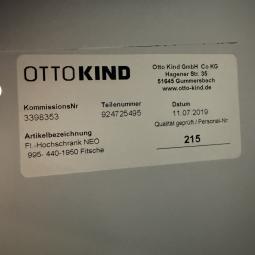 OTTOKIND
Otto Kind GmbH Co KG
Hagener Str. 35
51645 Gummersbach
www.otto-kind.de
KommissionsNr Teilenummer Datum
3398353 924725495 11.07.2019
Qualität geprüft / Personal-Nr
Artikelbezeichnung
Fl.-Hochschrank NEO
995- 440-1950 Fitsche
215